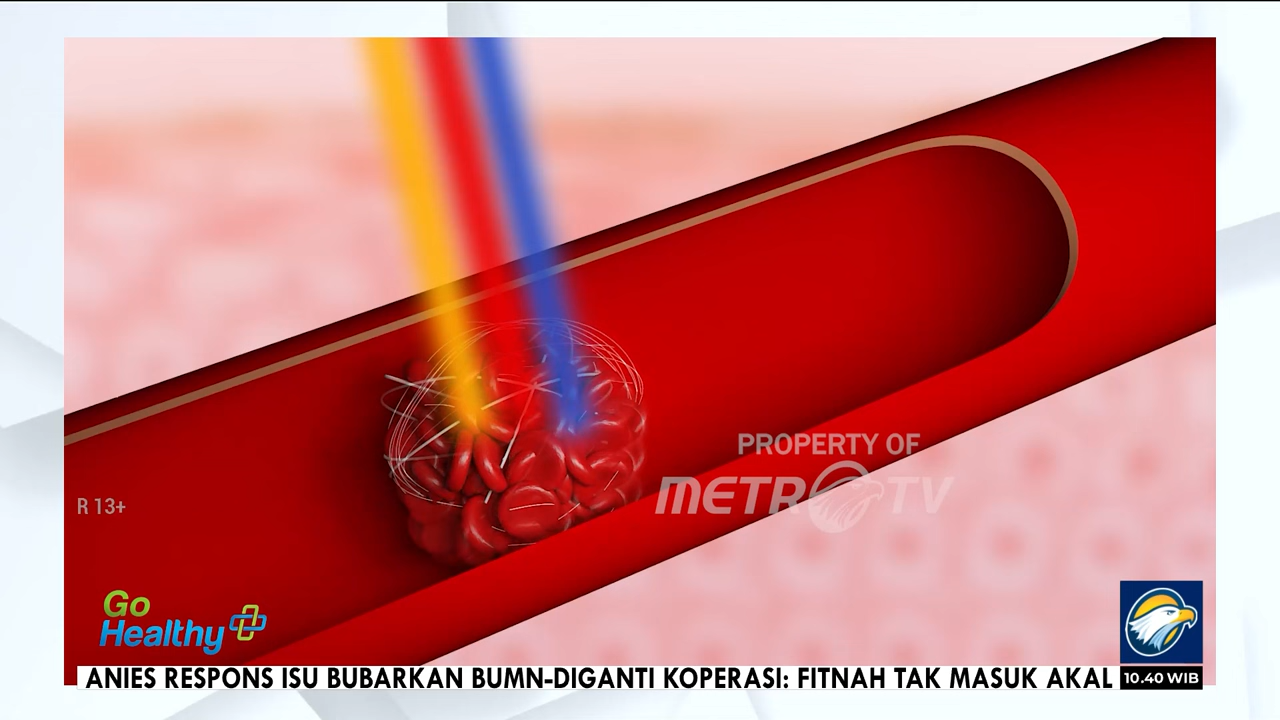 PROPERTY OF
METRO TV
R 13+
Go
Healthy
ANIES RESPONS ISU BUBARKAN BUMN-DIGANTI KOPERASI: FITNAH TAK MASUK AKAL
10.40 WIB